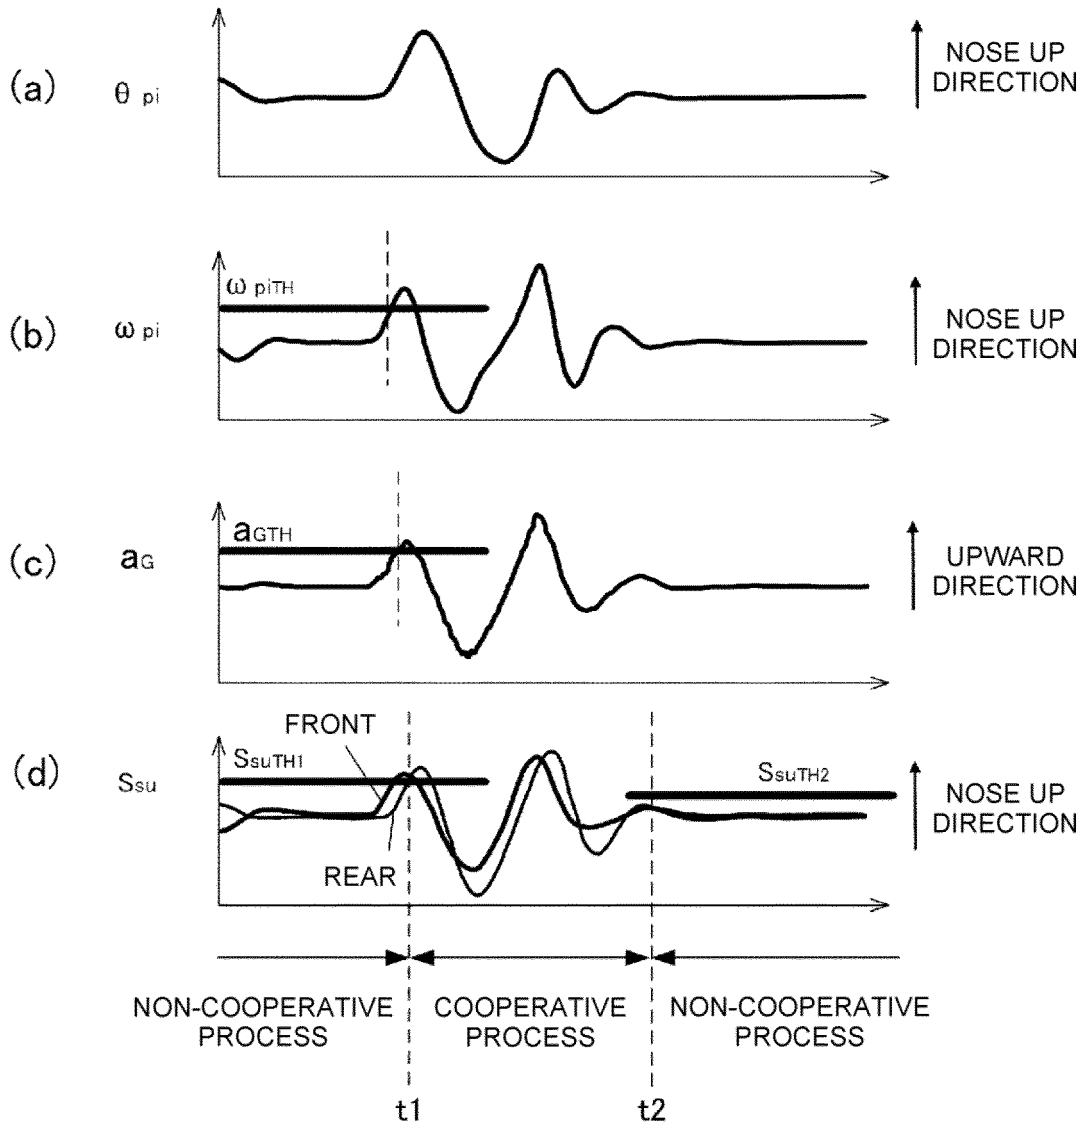 (a)
θ pi
NOSE UP
DIRECTION
(b)
ω pi
ω piTH
NOSE UP
DIRECTION
(c)
aG
aGTH
UPWARD
DIRECTION
(d)
Ssu
SsuTH1
FRONT
REAR
SsuTH2
NOSE UP
DIRECTION
NON-COOPERATIVE
PROCESS
COOPERATIVE
PROCESS
NON-COOPERATIVE
PROCESS
t1
t2